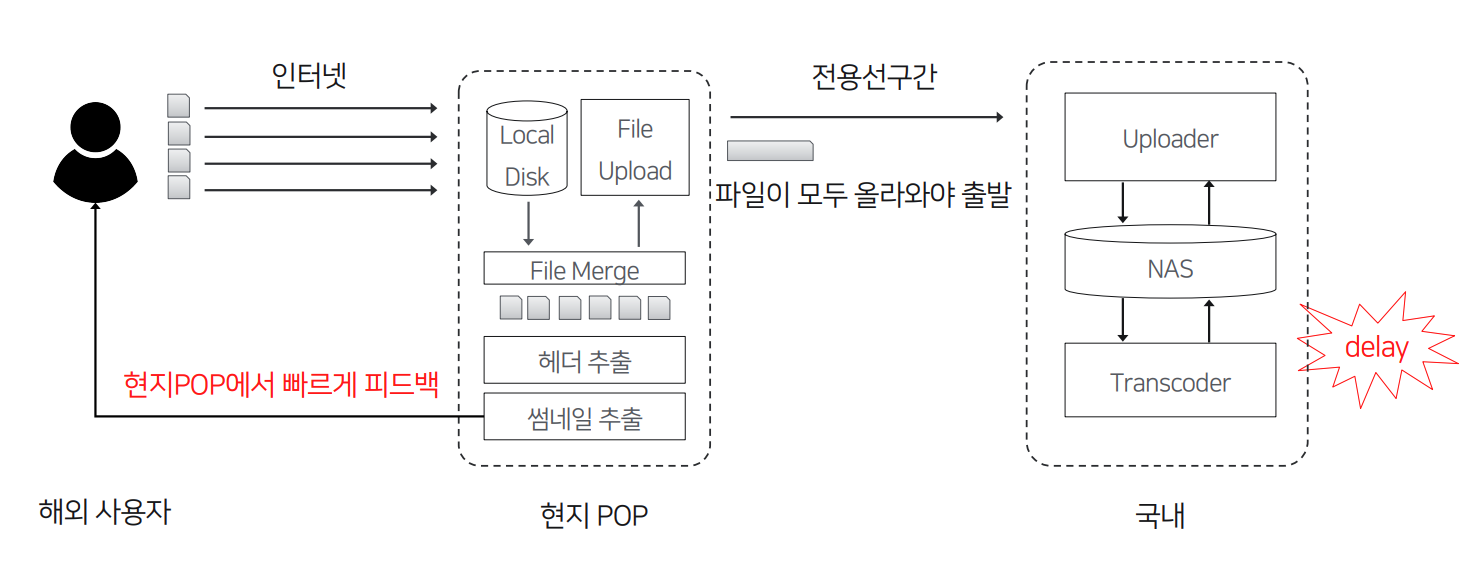 인터넷
전용선구간
Local
Disk
File
Upload
Uploader
파일이 모두 올라와야 출발
File Merge
NAS
헤더 추출
delay
현지POP에서 빠르게 피드백
Transcoder
썸네일 추출
해외 사용자
현지 POP
국내